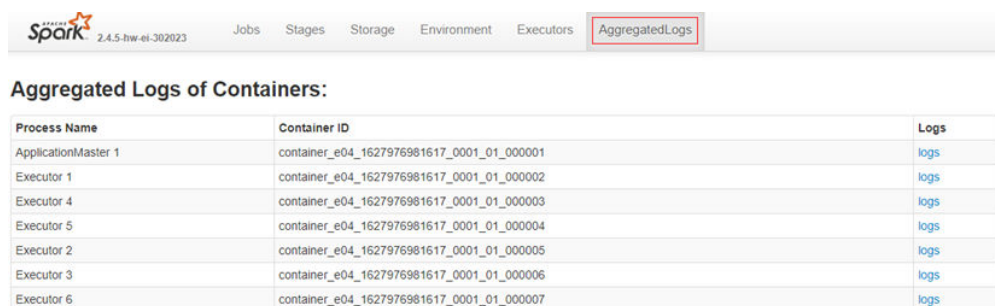 APACHE
Spark 2.4.5-hw-ei-302023 Jobs Stages Storage Environment Executors AggregatedLogs
Aggregated Logs of Containers:
Process Name Container ID Logs
ApplicationMaster 1 container_e04_1627976981617_0001_01_000001 logs
Executor 1 container_e04_1627976981617_0001_01_000002 logs
Executor 4 container_e04_1627976981617_0001_01_000003 logs
Executor 5 container_e04_1627976981617_0001_01_000004 logs
Executor 2 container_e04_1627976981617_0001_01_000005 logs
Executor 3 container_e04_1627976981617_0001_01_000006 logs
Executor 6 container_e04_1627976981617_0001_01_000007 logs